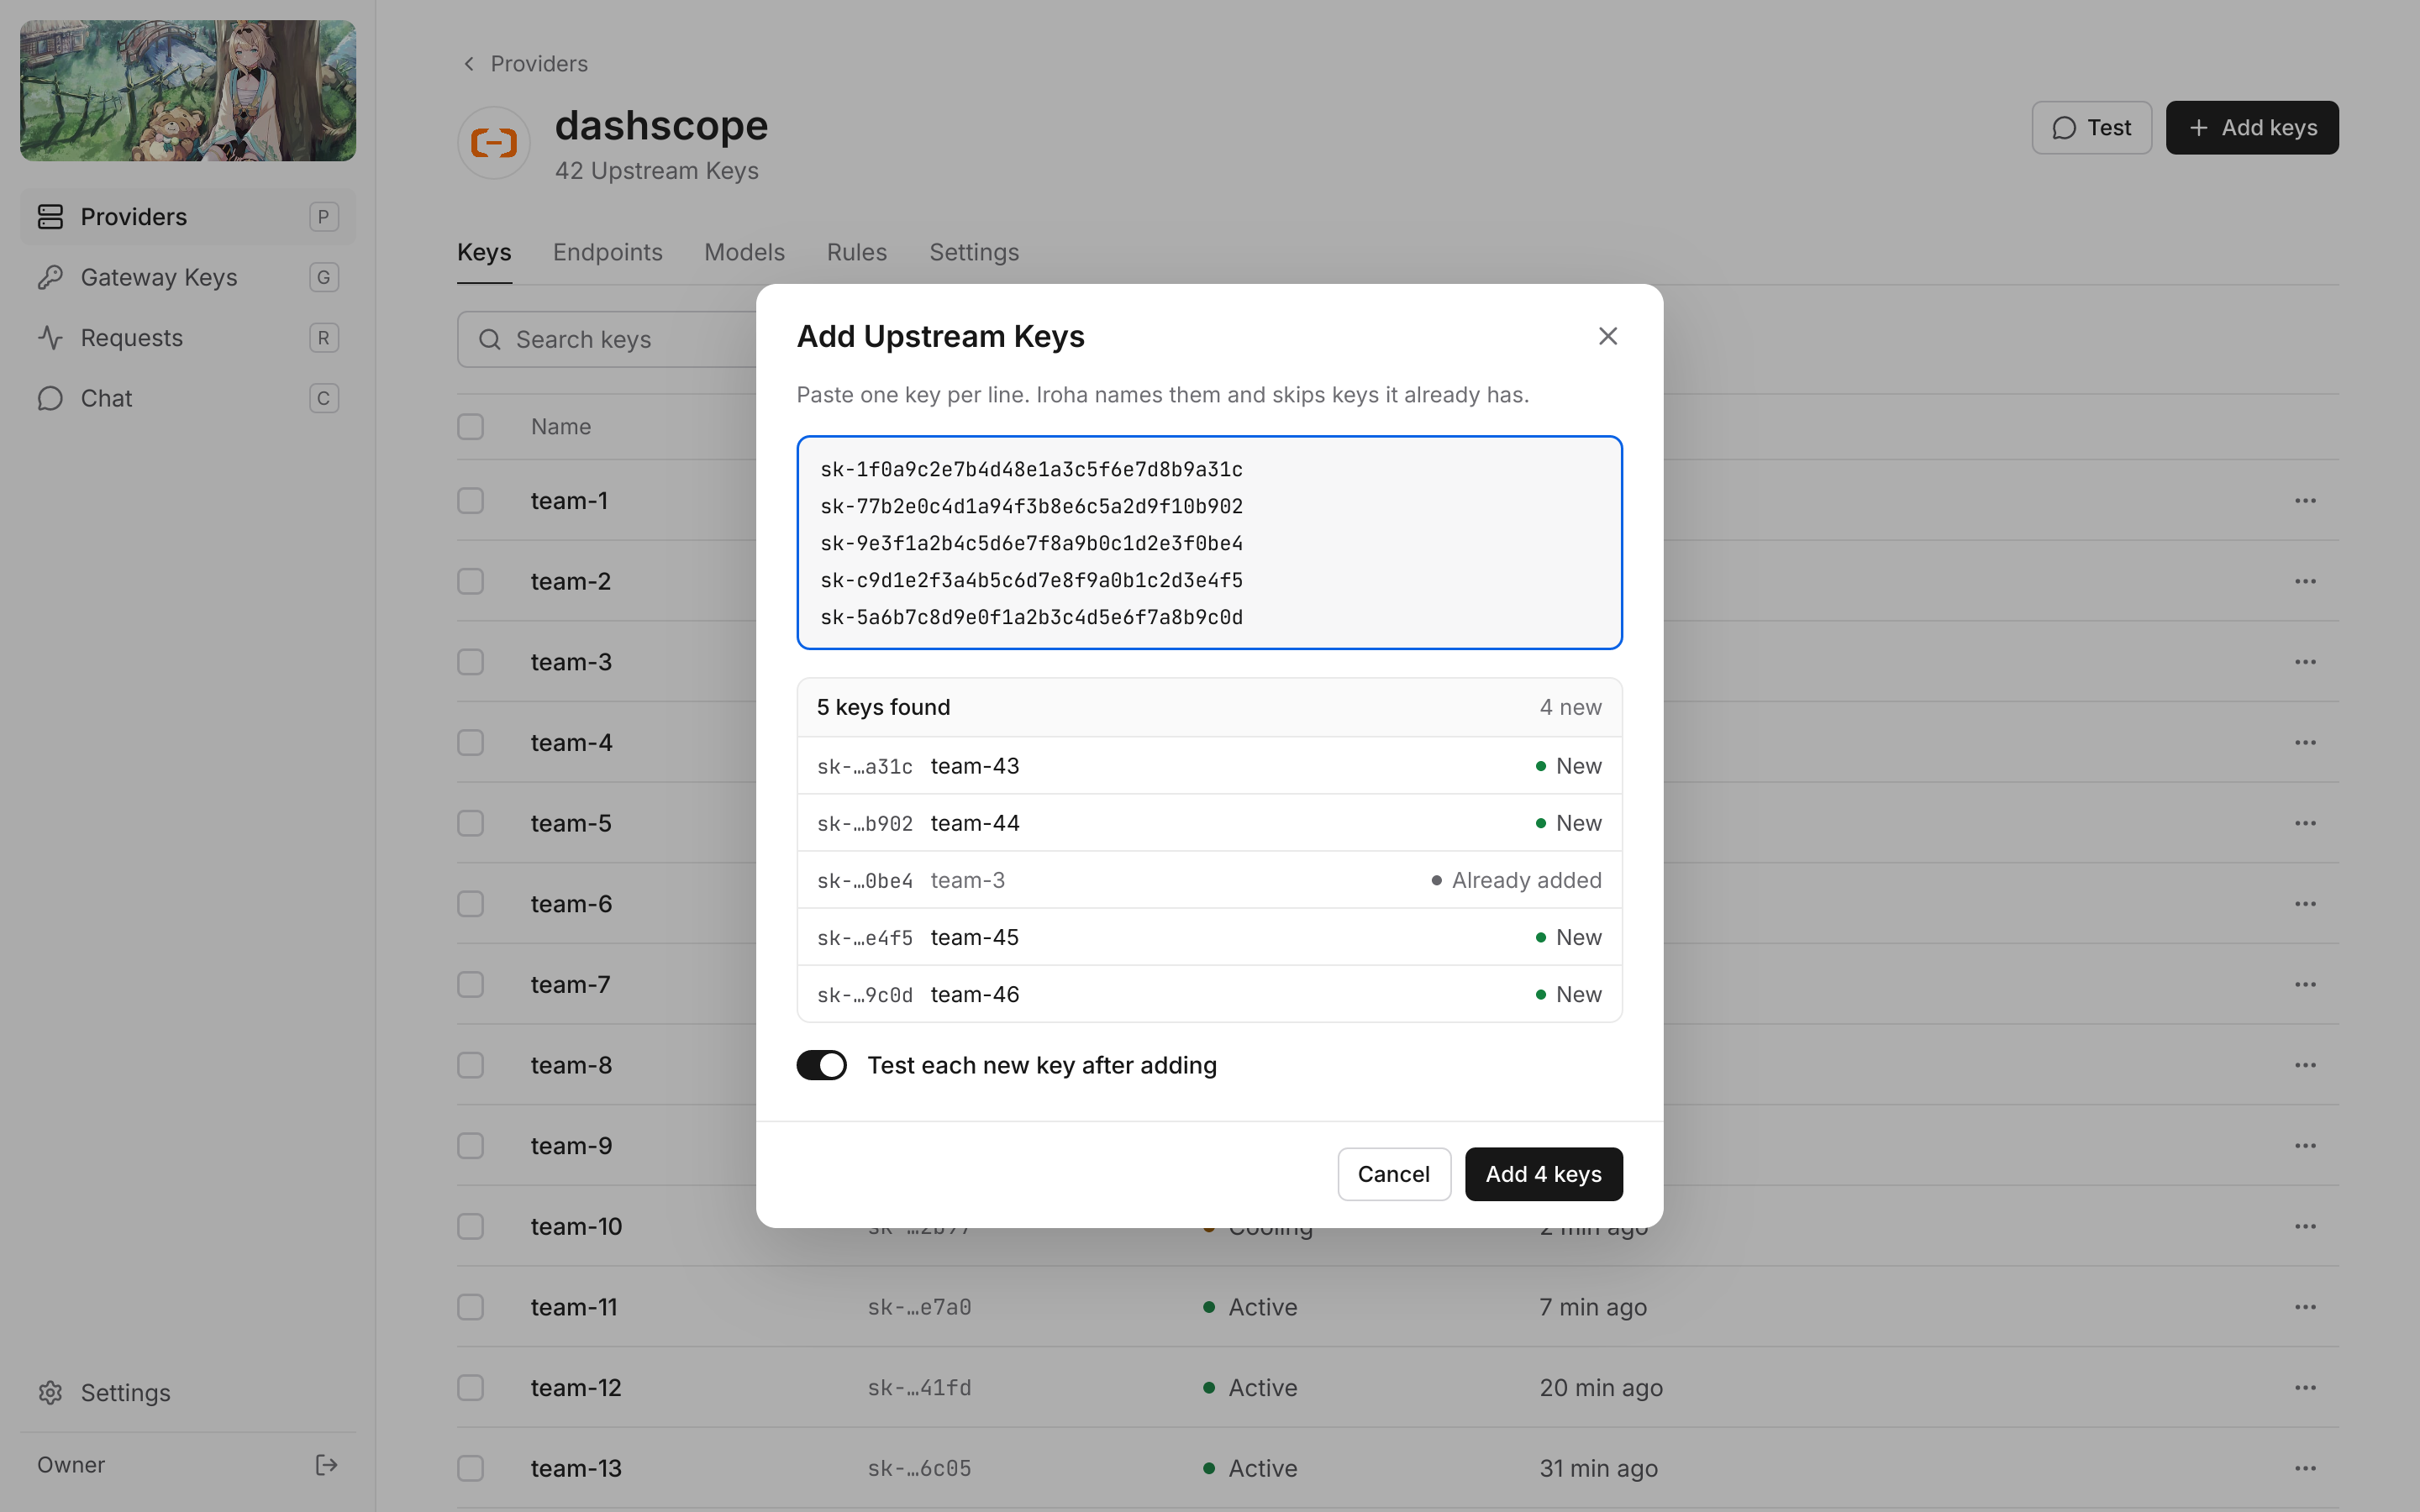 Providers P
Gateway Keys G
Requests R
Chat C
Settings
Owner
Providers
dashscope
42 Upstream Keys
Test
Add keys
Keys Endpoints Models Rules Settings
Search keys
Name
team-1
team-2
team-3
team-4
team-5
team-6
team-7
team-8
team-9
team-10 Cooling 2 min ago
team-11 sk-…e7a0 Active 7 min ago
team-12 sk-…41fd Active 20 min ago
team-13 sk-…6c05 Active 31 min ago
Add Upstream Keys
Paste one key per line. Iroha names them and skips keys it already has.
sk-1f0a9c2e7b4d48e1a3c5f6e7d8b9a31c
sk-77b2e0c4d1a94f3b8e6c5a2d9f10b902
sk-9e3f1a2b4c5d6e7f8a9b0c1d2e3f0be4
sk-c9d1e2f3a4b5c6d7e8f9a0b1c2d3e4f5
sk-5a6b7c8d9e0f1a2b3c4d5e6f7a8b9c0d
5 keys found 4 new
sk-…a31c team-43 New
sk-…b902 team-44 New
sk-…0be4 team-3 Already added
sk-…e4f5 team-45 New
sk-…9c0d team-46 New
Test each new key after adding
Cancel
Add 4 keys